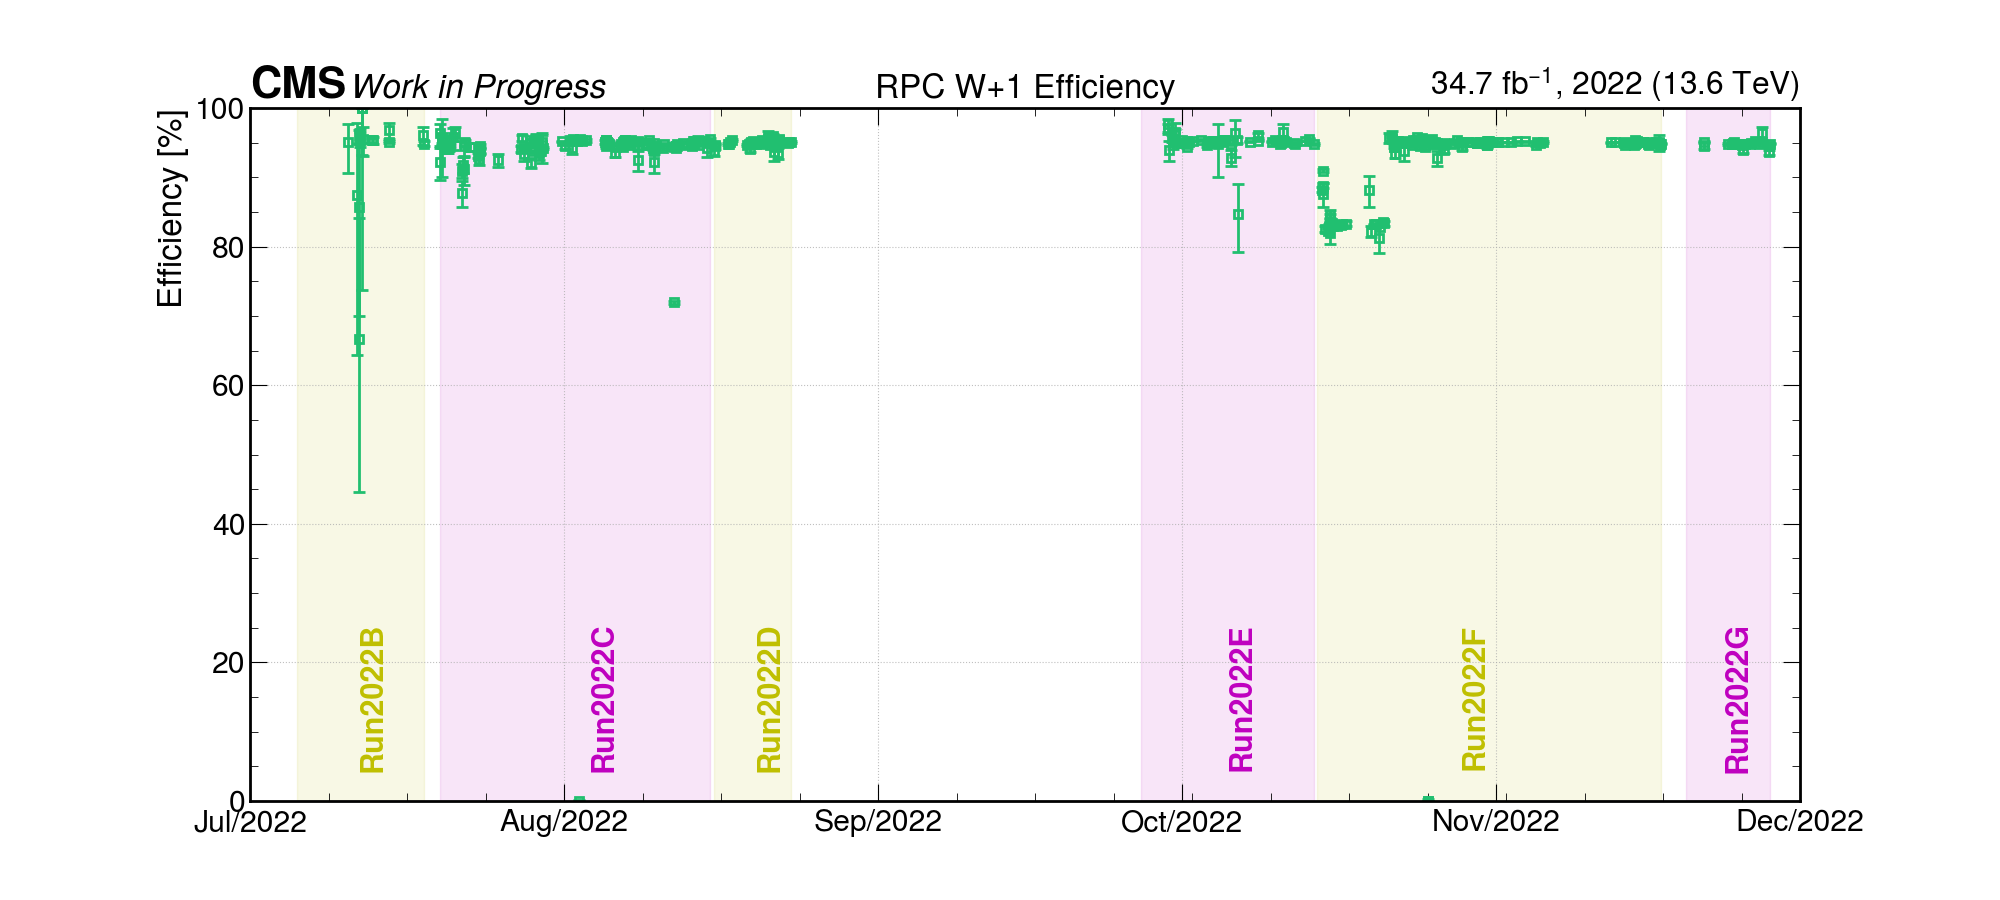 CMS Work in Progress RPC W+1 Efficiency 34.7 fb⁻¹, 2022 (13.6 TeV)
Efficiency [%]
100
80
60
40
20
0
Run2022B
Run2022C
Run2022D
Run2022E
Run2022F
Run2022G
Jul/2022 Aug/2022 Sep/2022 Oct/2022 Nov/2022 Dec/2022